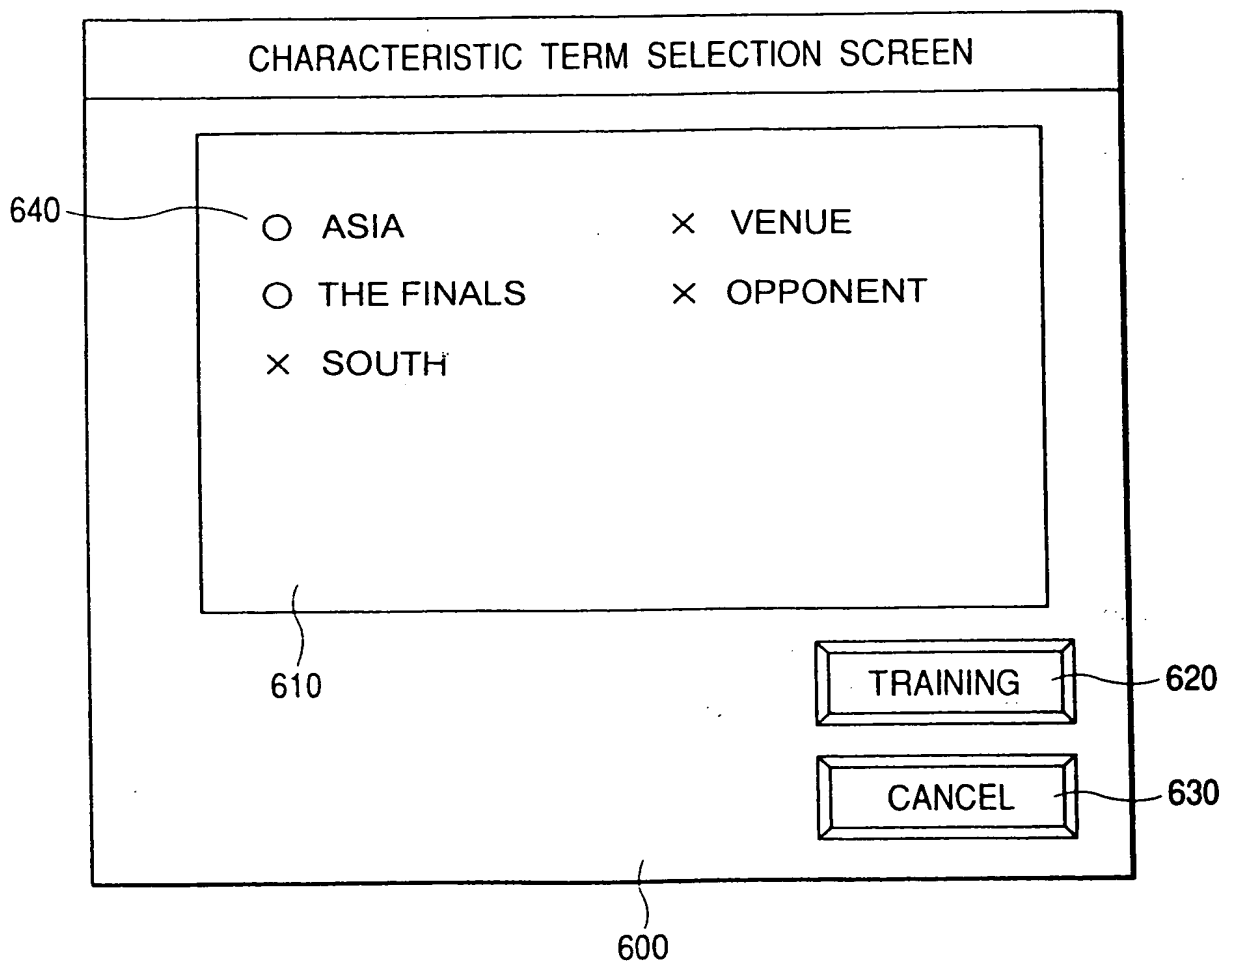 CHARACTERISTIC TERM SELECTION SCREEN
640
○ ASIA × VENUE
○ THE FINALS × OPPONENT
× SOUTH
610
TRAINING 620
CANCEL 630
600